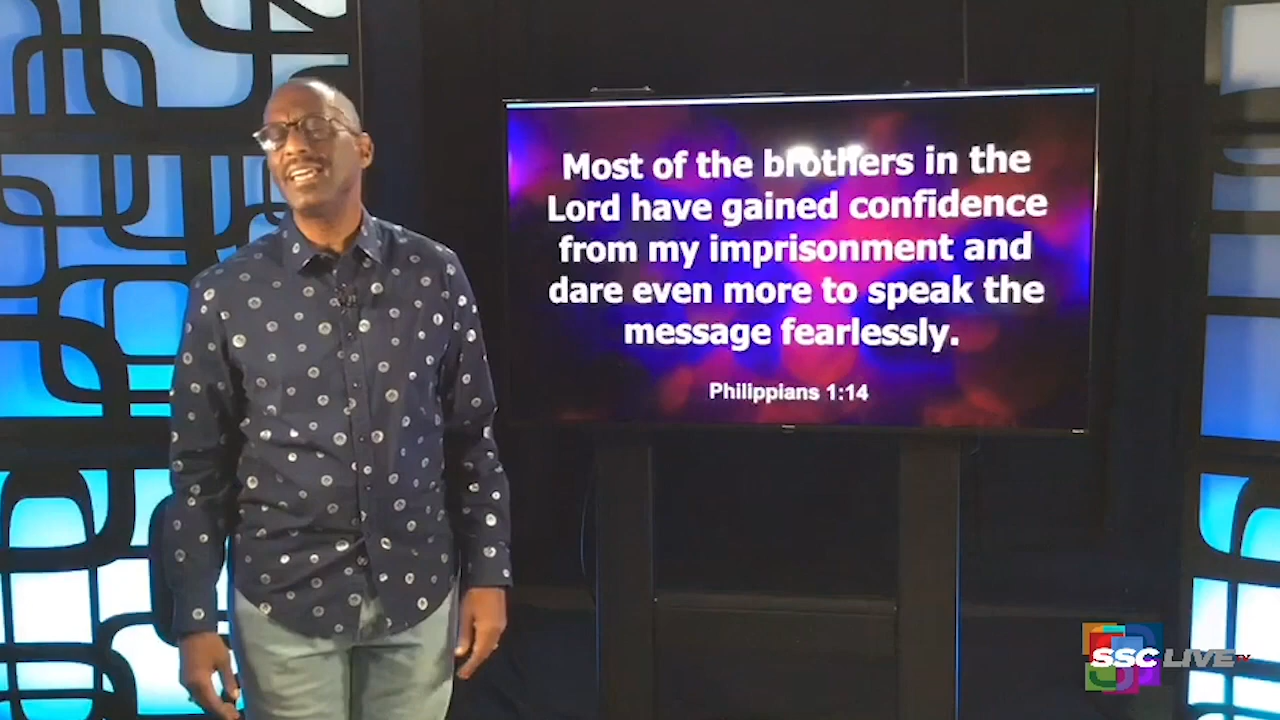 Most of the brothers in the
Lord have gained confidence
from my imprisonment and
dare even more to speak the
message fearlessly.
Philippians 1:14
SSC LIVE TV